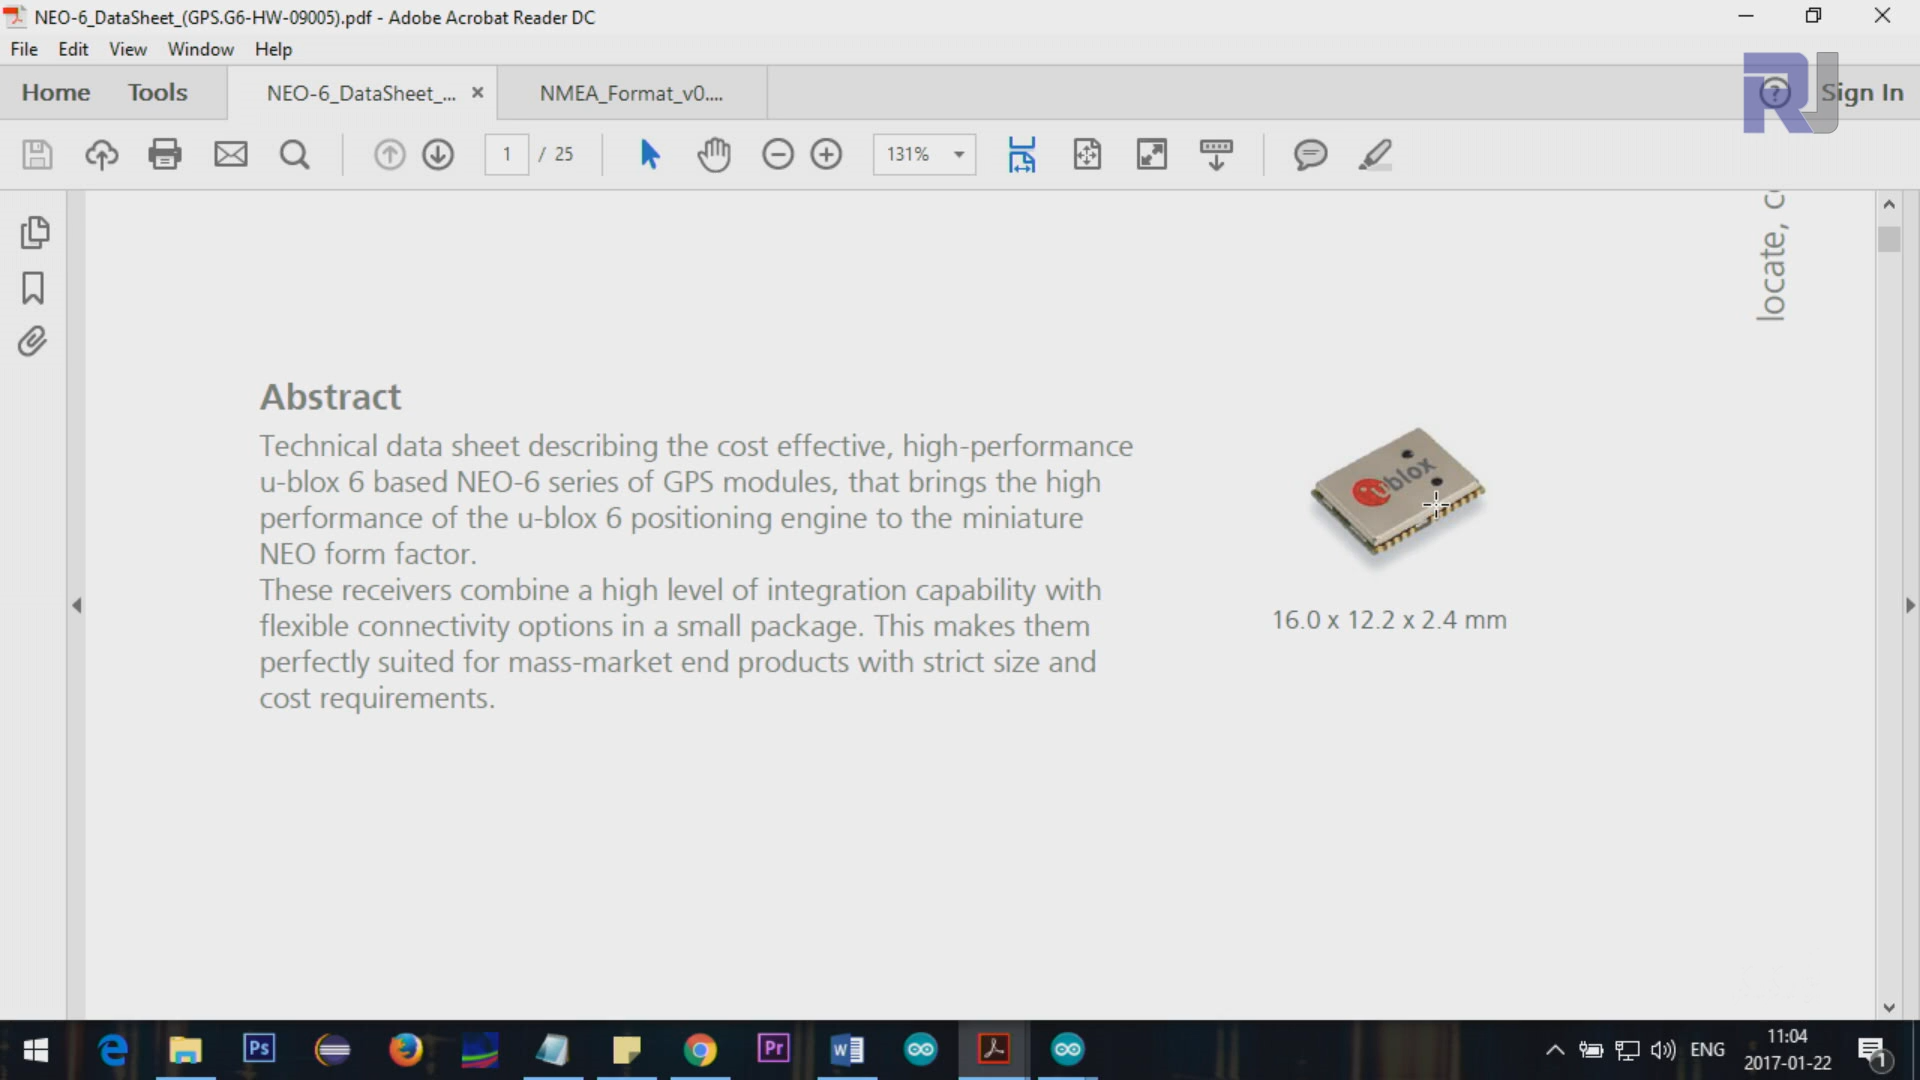 NEO-6_DataSheet_(GPS.G6-HW-09005).pdf - Adobe Acrobat Reader DC
File Edit View Window Help
Home Tools NEO-6_DataSheet_... NMEA_Format_v0.... RJ Sign In
1 / 25 131%
locate, c
Abstract
Technical data sheet describing the cost effective, high-performance
u-blox 6 based NEO-6 series of GPS modules, that brings the high
performance of the u-blox 6 positioning engine to the miniature
NEO form factor.
These receivers combine a high level of integration capability with
flexible connectivity options in a small package. This makes them
perfectly suited for mass-market end products with strict size and
cost requirements.
ublox
16.0 x 12.2 x 2.4 mm
Ps Pr W ENG
11:04
2017-01-22
1